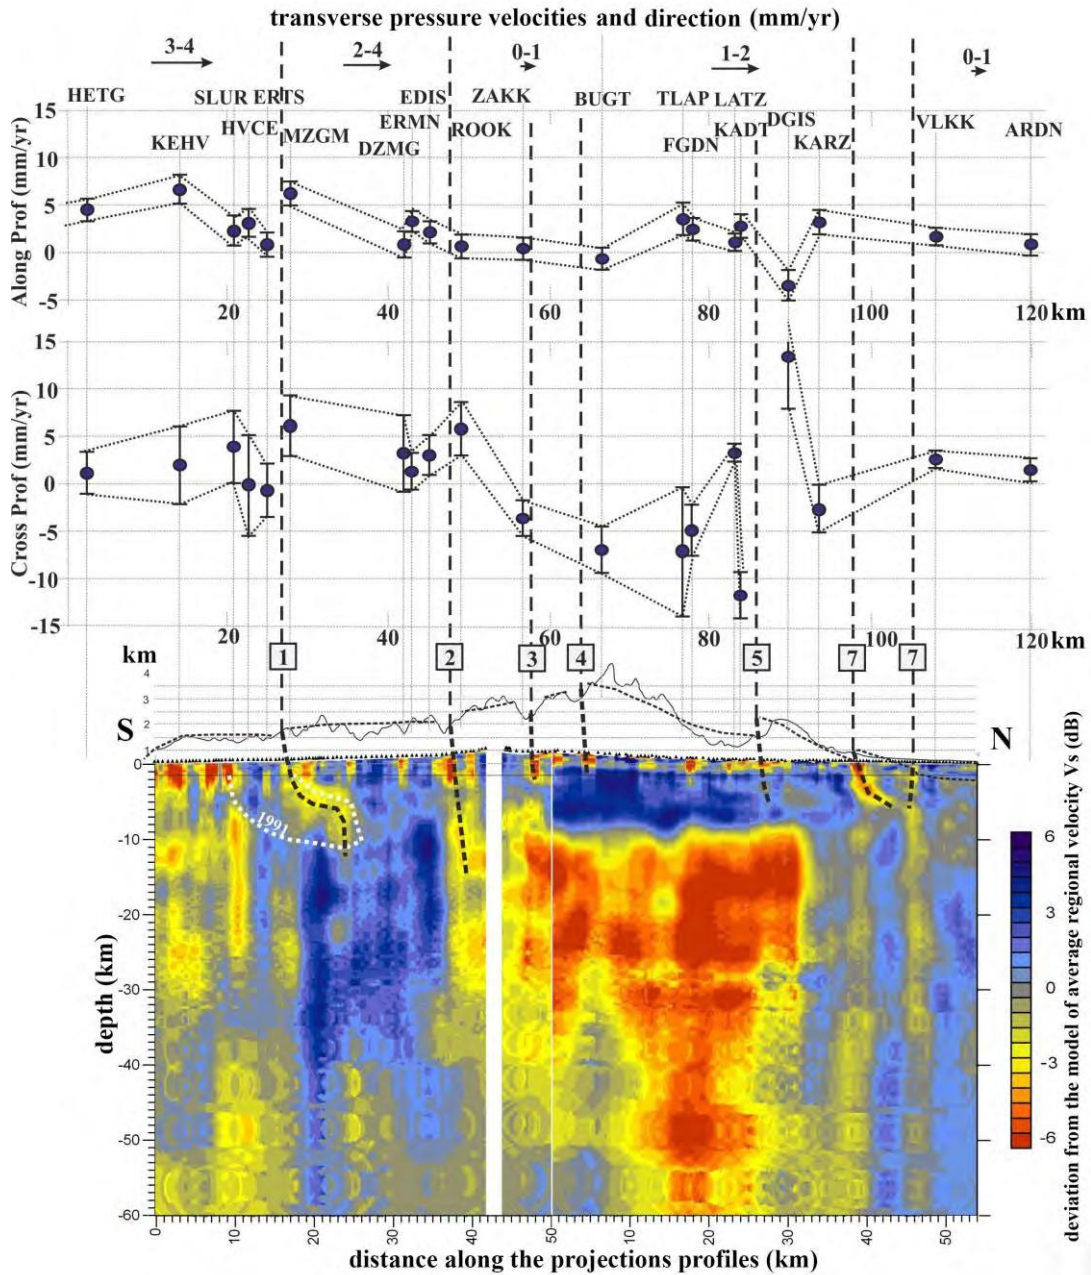 transverse pressure velocities and direction (mm/yr)
3-4 2-4 0-1 1-2 0-1
HETG SLUR ERTS EDIS ZAKK BUGT TLAP LATZ VLKK ARDN
HVCE MZGM ERMN ROOK KADT DGIS
KEHV DZMG FGDN KARZ
Along Prof (mm/yr)
15
10
5
0
-5
20 40 60 80 100 120 km
Cross Prof (mm/yr)
15
10
5
0
-5
-10
-15
20 40 60 80 100 120 km
km
1 2 3 4 5 7 7
4
3
2
1
S N
depth (km)
0
-10
-20
-30
-40
-50
-60
1991
0 10 20 30 40 50 10 20 30 40 50
distance along the projections profiles (km)
6
3
0
-3
-6
deviation from the model of average regional velocity Vs (dB)